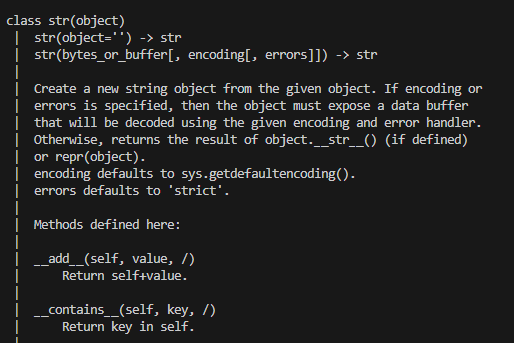 class str(object)
 |  str(object='') -> str
 |  str(bytes_or_buffer[, encoding[, errors]]) -> str
 |
 |  Create a new string object from the given object. If encoding or
 |  errors is specified, then the object must expose a data buffer
 |  that will be decoded using the given encoding and error handler.
 |  Otherwise, returns the result of object.__str__() (if defined)
 |  or repr(object).
 |  encoding defaults to sys.getdefaultencoding().
 |  errors defaults to 'strict'.
 |
 |  Methods defined here:
 |
 |  __add__(self, value, /)
 |      Return self+value.
 |
 |  __contains__(self, key, /)
 |      Return key in self.
 |